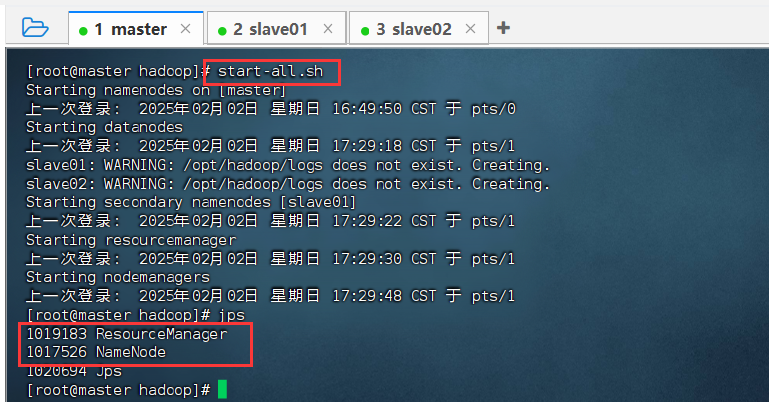 1 master × 2 slave01 × 3 slave02 × +
[root@master hadoop]# start-all.sh
Starting namenodes on [master]
上一次登录: 2025年02月02日 星期日 16:49:50 CST 于 pts/0
Starting datanodes
上一次登录: 2025年02月02日 星期日 17:29:18 CST 于 pts/1
slave01: WARNING: /opt/hadoop/logs does not exist. Creating.
slave02: WARNING: /opt/hadoop/logs does not exist. Creating.
Starting secondary namenodes [slave01]
上一次登录: 2025年02月02日 星期日 17:29:22 CST 于 pts/1
Starting resourcemanager
上一次登录: 2025年02月02日 星期日 17:29:30 CST 于 pts/1
Starting nodemanagers
上一次登录: 2025年02月02日 星期日 17:29:48 CST 于 pts/1
[root@master hadoop]# jps
1019183 ResourceManager
1017526 NameNode
1020694 Jps
[root@master hadoop]#